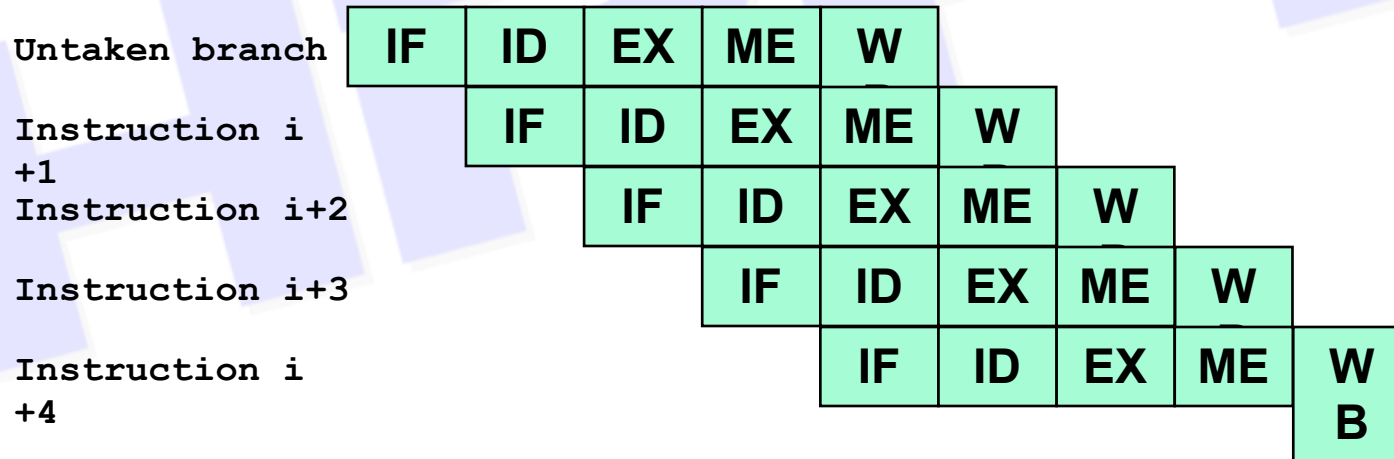 Untaken branch IF ID EX ME W
Instruction i IF ID EX ME W
+1
Instruction i+2 IF ID EX ME W
Instruction i+3 IF ID EX ME W
Instruction i IF ID EX ME W
+4 B